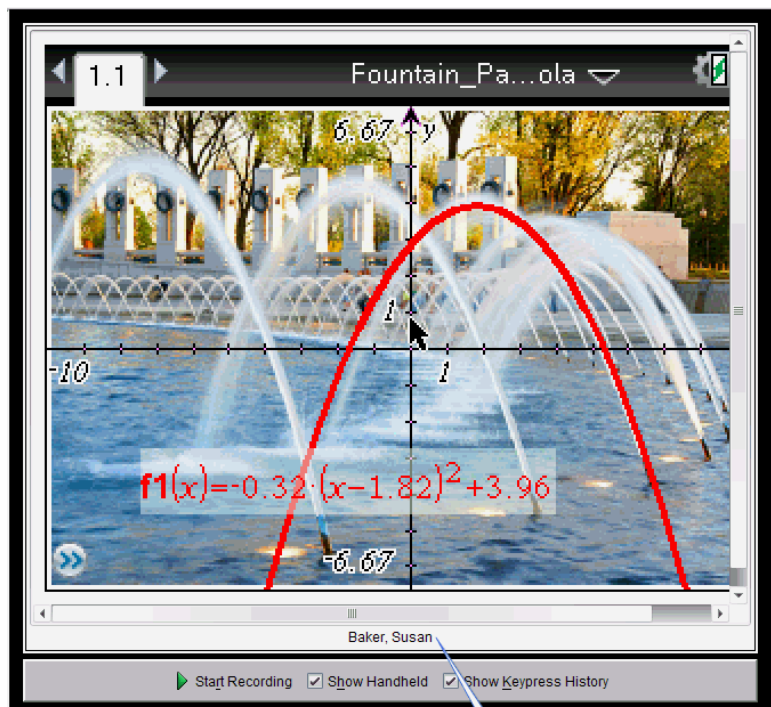 1.1
Fountain_Pa...ola
6.67
y
1
-10
1
f1(x)=-0.32·(x-1.82)²+3.96
-6.67
Baker, Susan
Start Recording Show Handheld Show Keypress History